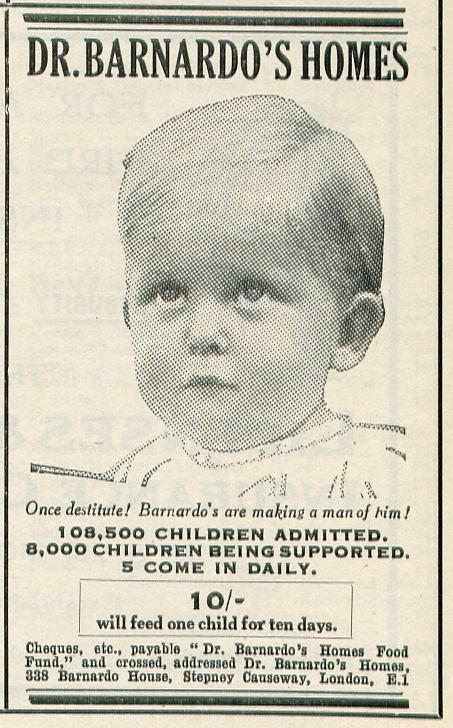 DR. BARNARDO'S HOMES
Once destitute! Barnardo's are making a man of him!
108,500 CHILDREN ADMITTED.
8,000 CHILDREN BEING SUPPORTED.
5 COME IN DAILY.
10/-
will feed one child for ten days.
Cheques, etc., payable "Dr. Barnardo's Homes Food
Fund," and crossed, addressed Dr. Barnardo's Homes,
338 Barnardo House, Stepney Causeway, London, E.1